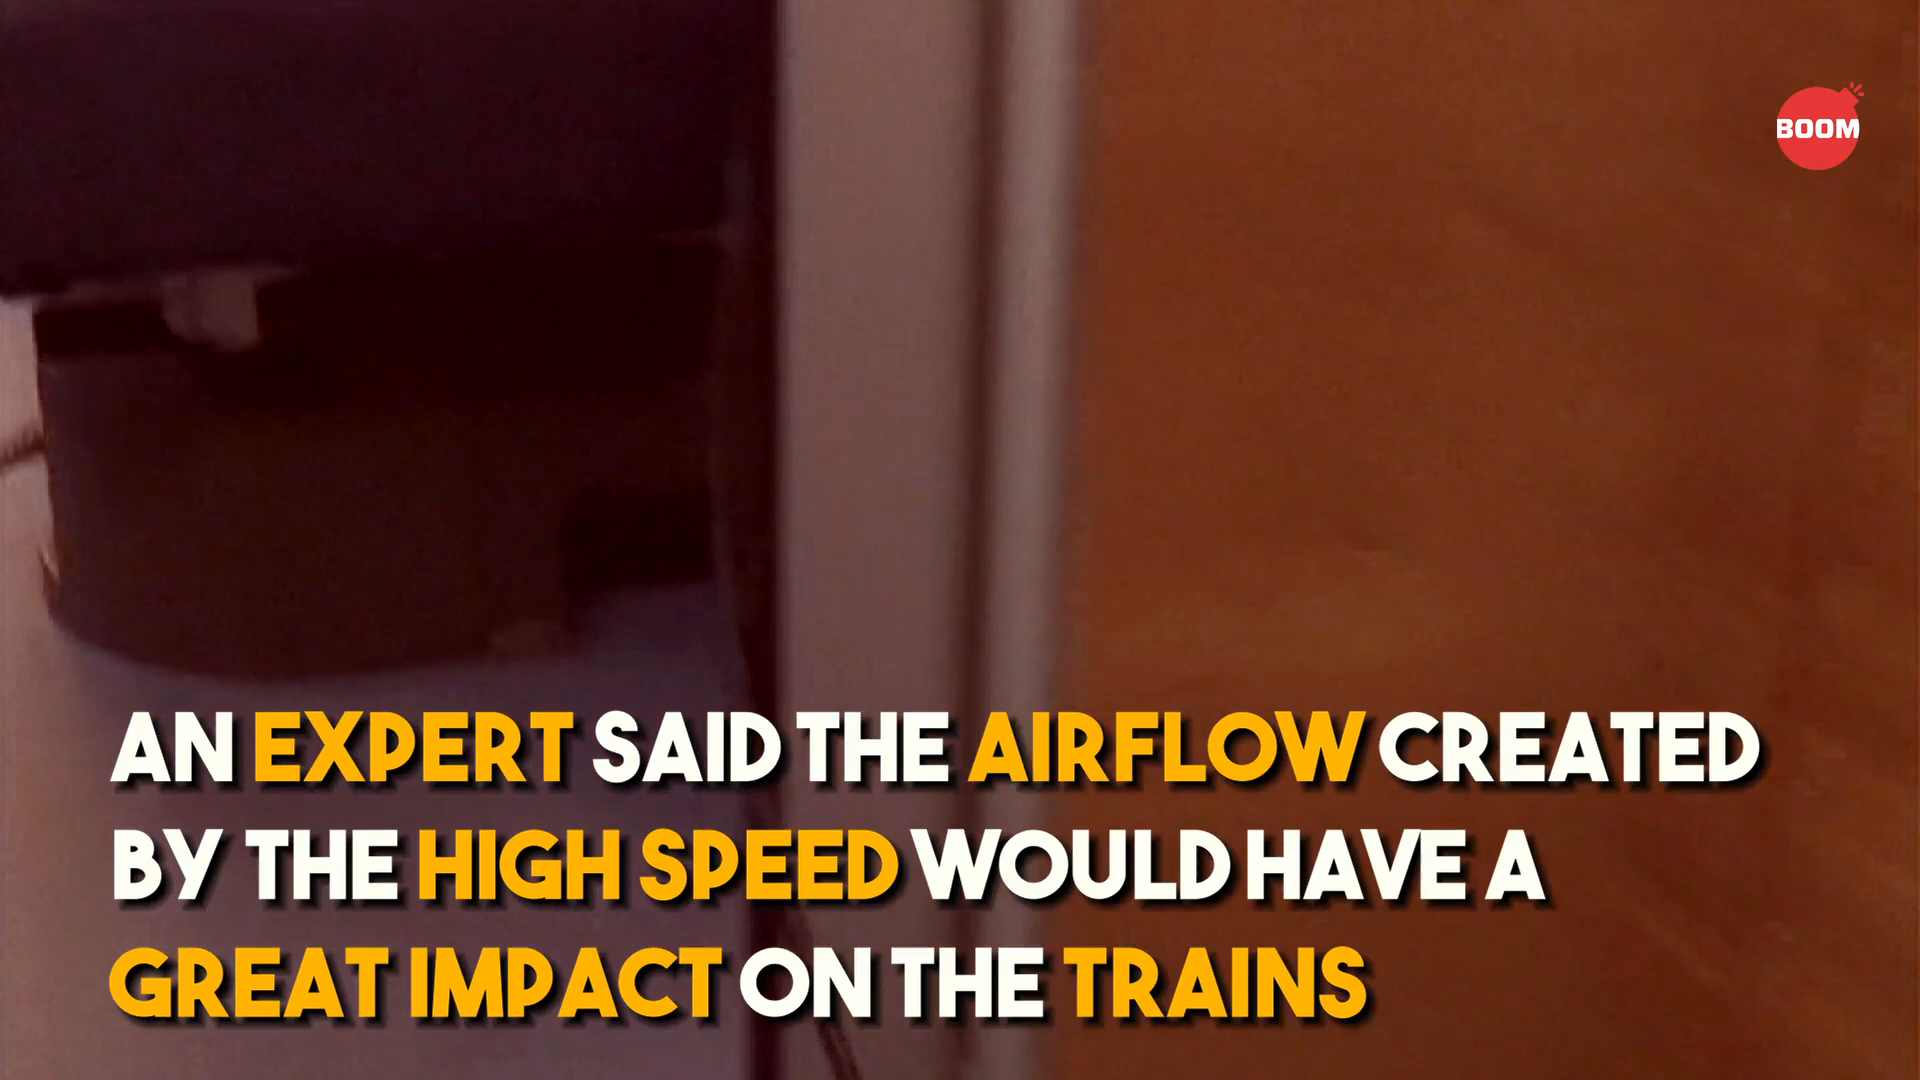 BOOM
AN EXPERT SAID THE AIRFLOW CREATED
BY THE HIGH SPEED WOULD HAVE A
GREAT IMPACT ON THE TRAINS